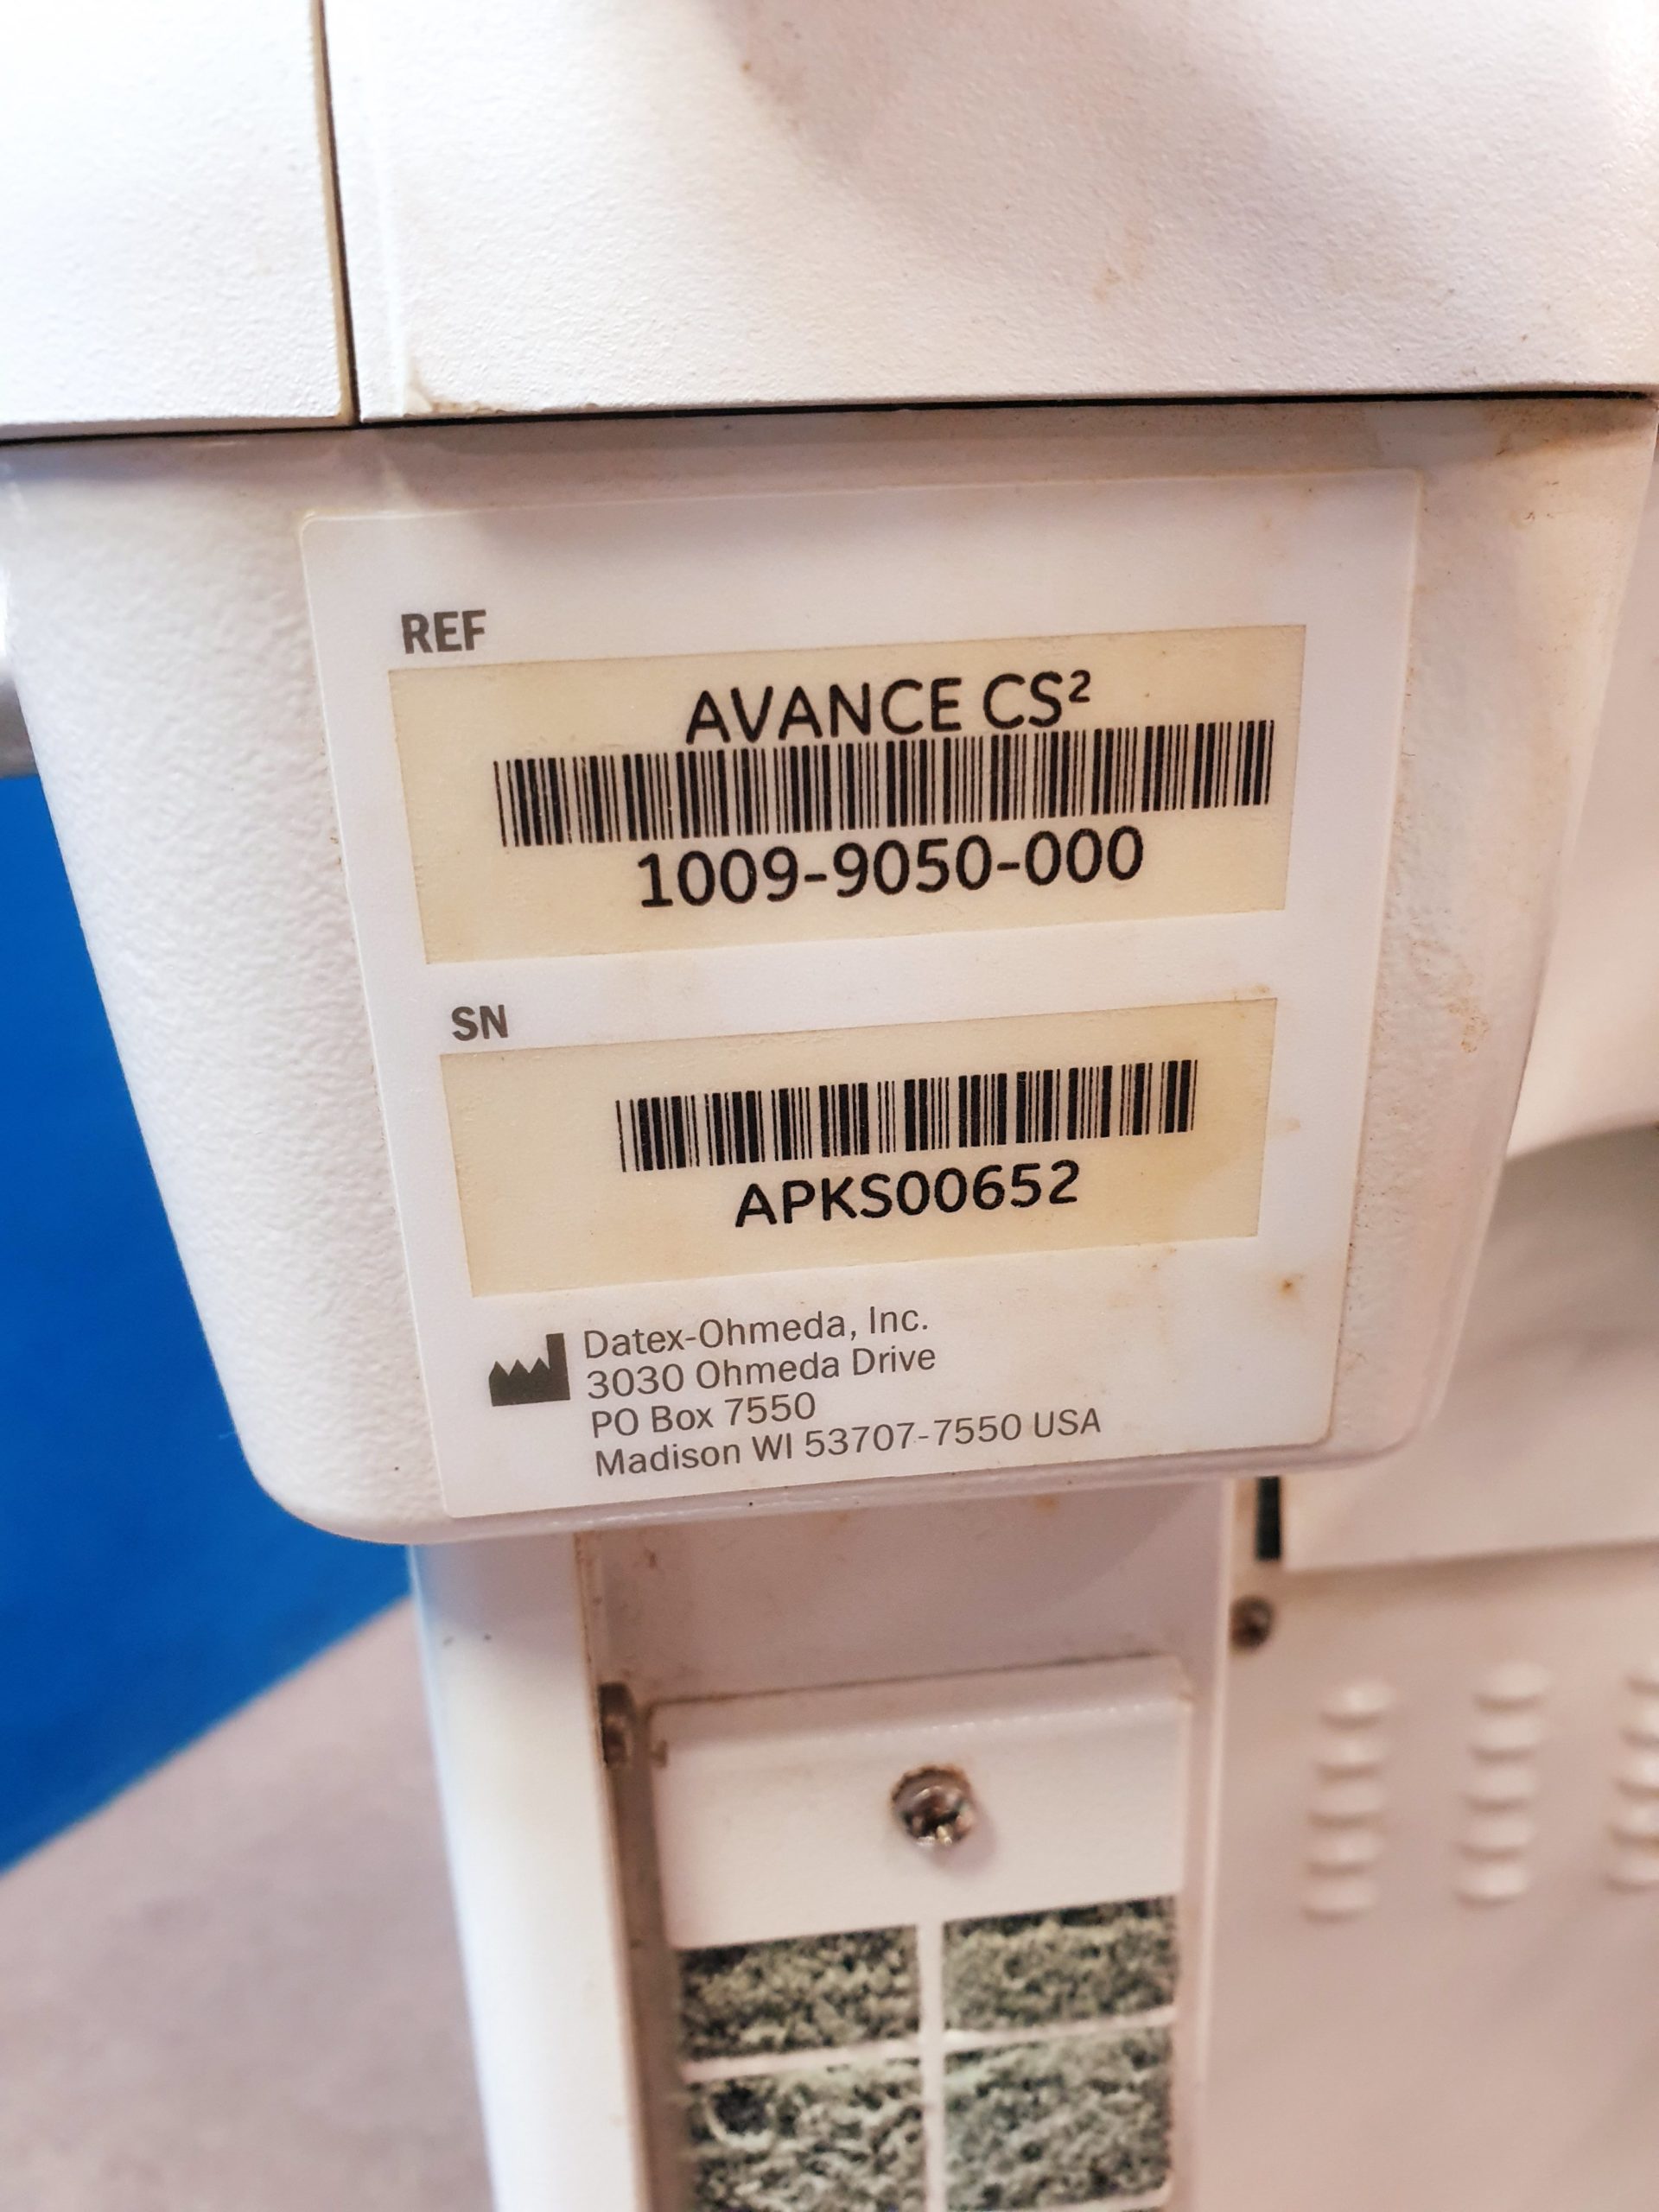 REF
AVANCE CS²
1009-9050-000
SN
APKS00652
Datex-Ohmeda, Inc.
3030 Ohmeda Drive
PO Box 7550
Madison WI 53707-7550 USA